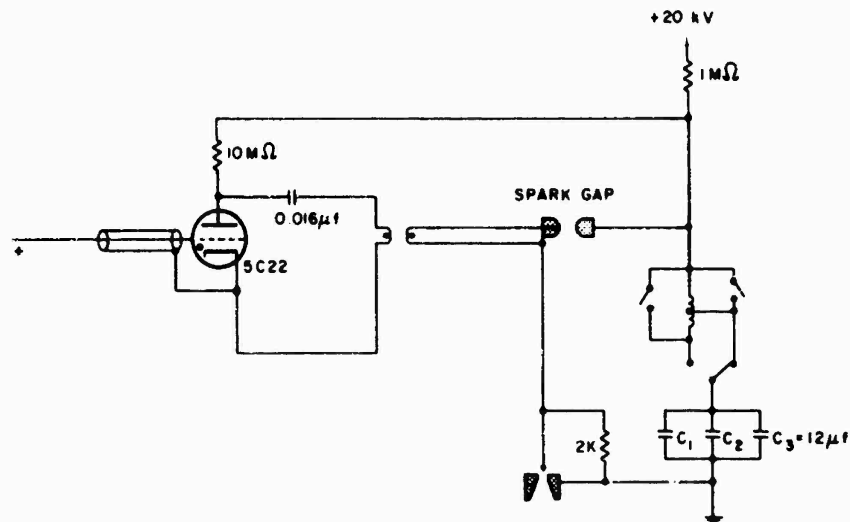 +20 kV
1MΩ
10MΩ
SPARK GAP
0.016μf
+
5C22
2K
C1 C2 C3=12μf